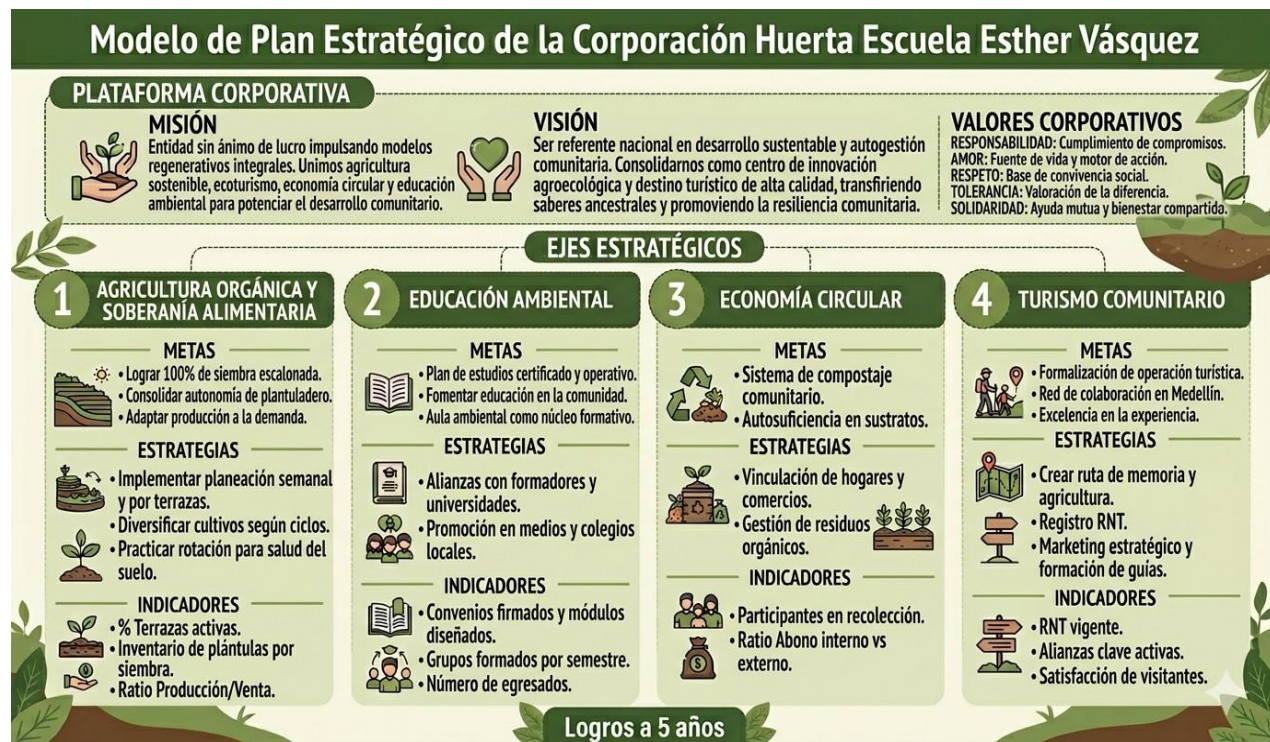 Modelo de Plan Estratégico de la Corporación Huerta Escuela Esther Vásquez
PLATAFORMA CORPORATIVA
MISIÓN
Entidad sin ánimo de lucro impulsando modelos
regenerativos integrales. Unimos agricultura
sostenible, ecoturismo, economía circular y educación
ambiental para potenciar el desarrollo comunitario.
VISIÓN
Ser referente nacional en desarrollo sustentable y autogestión
comunitaria. Consolidarnos como centro de innovación
agroecológica y destino turístico de alta calidad, transfiriendo
saberes ancestrales y promoviendo la resiliencia comunitaria.
VALORES CORPORATIVOS
RESPONSABILIDAD: Cumplimiento de compromisos.
AMOR: Fuente de vida y motor de acción.
RESPETO: Base de convivencia social.
TOLERANCIA: Valoración de la diferencia.
SOLIDARIDAD: Ayuda mutua y bienestar compartida.
EJES ESTRATÉGICOS
1
AGRICULTURA ORGÁNICA Y
SOBERANÍA ALIMENTARIA
METAS
• Lograr 100% de siembra escalonada.
• Consolidar autonomía de plantuladero.
• Adaptar producción a la demanda.
ESTRATEGIAS
• Implementar planeación semanal
y por terrazas.
• Diversificar cultivos según ciclos.
• Practicar rotación para salud del
suelo.
INDICADORES
• % Terrazas activas.
• Inventario de plántulas por
siembra.
• Ratio Producción/Venta.
2
EDUCACIÓN AMBIENTAL
METAS
• Plan de estudios certificado y operativo.
• Fomentar educación en la comunidad.
• Aula ambiental como núcleo formativo.
ESTRATEGIAS
• Alianzas con formadores y
universidades.
• Promoción en medios y colegios
locales.
INDICADORES
• Convenios firmados y módulos
diseñados.
• Grupos formados por semestre.
• Número de egresados.
3
ECONOMÍA CIRCULAR
METAS
• Sistema de compostaje
comunitario.
• Autosuficiencia en sustratos.
ESTRATEGIAS
• Vinculación de hogares y
comercios.
• Gestión de residuos
orgánicos.
INDICADORES
• Participantes en recolección.
• Ratio Abono interno vs
externo.
$
4
TURISMO COMUNITARIO
METAS
• Formalización de operación turística.
• Red de colaboración en Medellín.
• Excelencia en la experiencia.
ESTRATEGIAS
• Crear ruta de memoria y
agricultura.
• Registro RNT.
• Marketing estratégico y
formación de guías.
INDICADORES
• RNT vigente.
• Alianzas clave activas.
• Satisfacción de visitantes.
Logros a 5 años